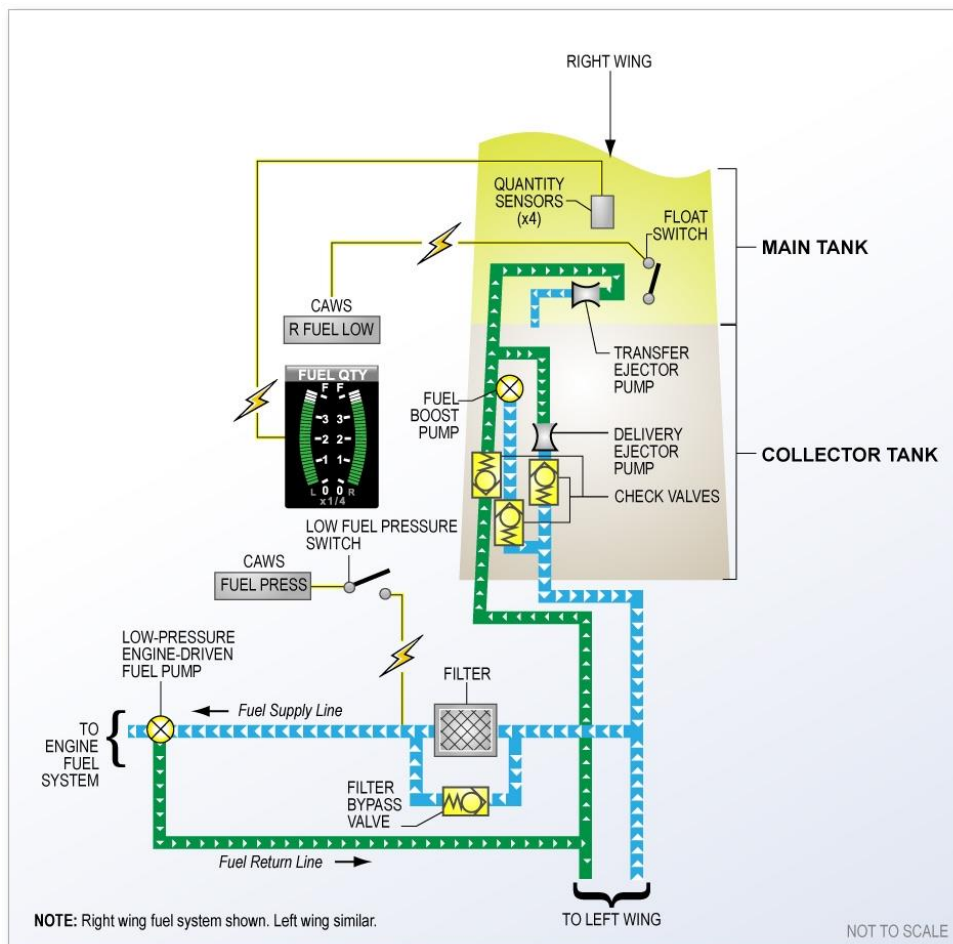 RIGHT WING
QUANTITY
SENSORS
(x4)
FLOAT
SWITCH
MAIN TANK
CAWS
R FUEL LOW
TRANSFER
EJECTOR
PUMP
FUEL QTY
F F
3 3
2 2
1 1
L 0 0 R
x1/4
FUEL
BOOST
PUMP
DELIVERY
EJECTOR
PUMP
COLLECTOR TANK
CHECK VALVES
LOW FUEL PRESSURE
SWITCH
CAWS
FUEL PRESS
LOW-PRESSURE
ENGINE-DRIVEN
FUEL PUMP
FILTER
Fuel Supply Line
TO
ENGINE
FUEL
SYSTEM
FILTER
BYPASS
VALVE
Fuel Return Line
TO LEFT WING
NOTE: Right wing fuel system shown. Left wing similar.
NOT TO SCALE